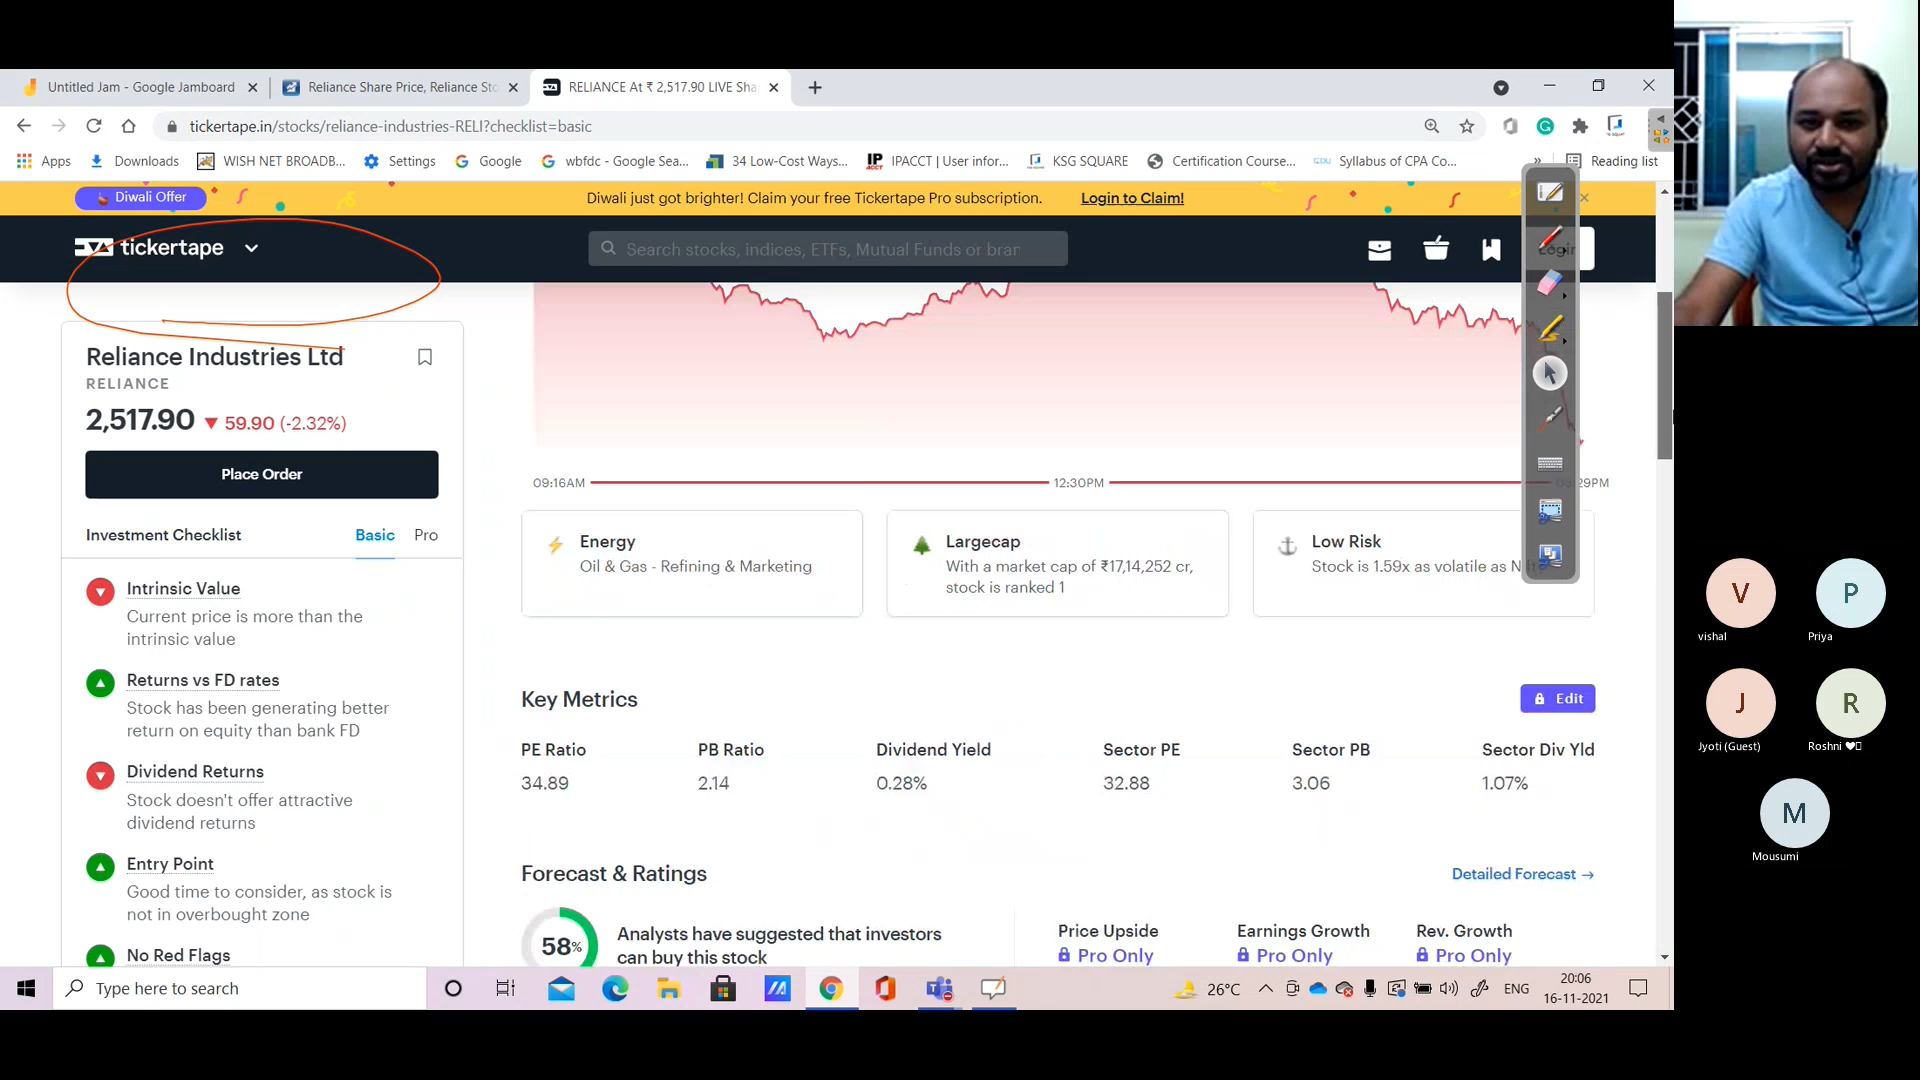 Untitled Jam - Google Jamboard
Reliance Share Price, Reliance Sto
RELIANCE At ₹ 2,517.90 LIVE Sha
tickertape.in/stocks/reliance-industries-RELI?checklist=basic
Apps
Downloads
WISH NET BROADB...
Settings
Google
wbfdc - Google Sea...
34 Low-Cost Ways...
IPACCT | User infor...
KSG SQUARE
Certification Course...
Syllabus of CPA Co...
Reading list
Diwali Offer
Diwali just got brighter! Claim your free Tickertape Pro subscription.
Login to Claim!
tickertape
Search stocks, indices, ETFs, Mutual Funds or bran
Login
Reliance Industries Ltd
RELIANCE
2,517.90 ▼ 59.90 (-2.32%)
Place Order
Investment Checklist
Basic
Pro
Intrinsic Value
Current price is more than the
intrinsic value
Returns vs FD rates
Stock has been generating better
return on equity than bank FD
Dividend Returns
Stock doesn't offer attractive
dividend returns
Entry Point
Good time to consider, as stock is
not in overbought zone
No Red Flags
09:16AM
12:30PM
29PM
Energy
Oil & Gas - Refining & Marketing
Largecap
With a market cap of ₹17,14,252 cr,
stock is ranked 1
Low Risk
Stock is 1.59x as volatile as Nifty
Key Metrics
Edit
PE Ratio PB Ratio Dividend Yield Sector PE Sector PB Sector Div Yld
34.89 2.14 0.28% 32.88 3.06 1.07%
Forecast & Ratings
Detailed Forecast →
58%
Analysts have suggested that investors
can buy this stock
Price Upside Earnings Growth Rev. Growth
Pro Only Pro Only Pro Only
Type here to search
26°C
ENG
20:06
16-11-2021
V
vishal
P
Priya
J
Jyoti (Guest)
R
Roshni ❤
M
Mousumi